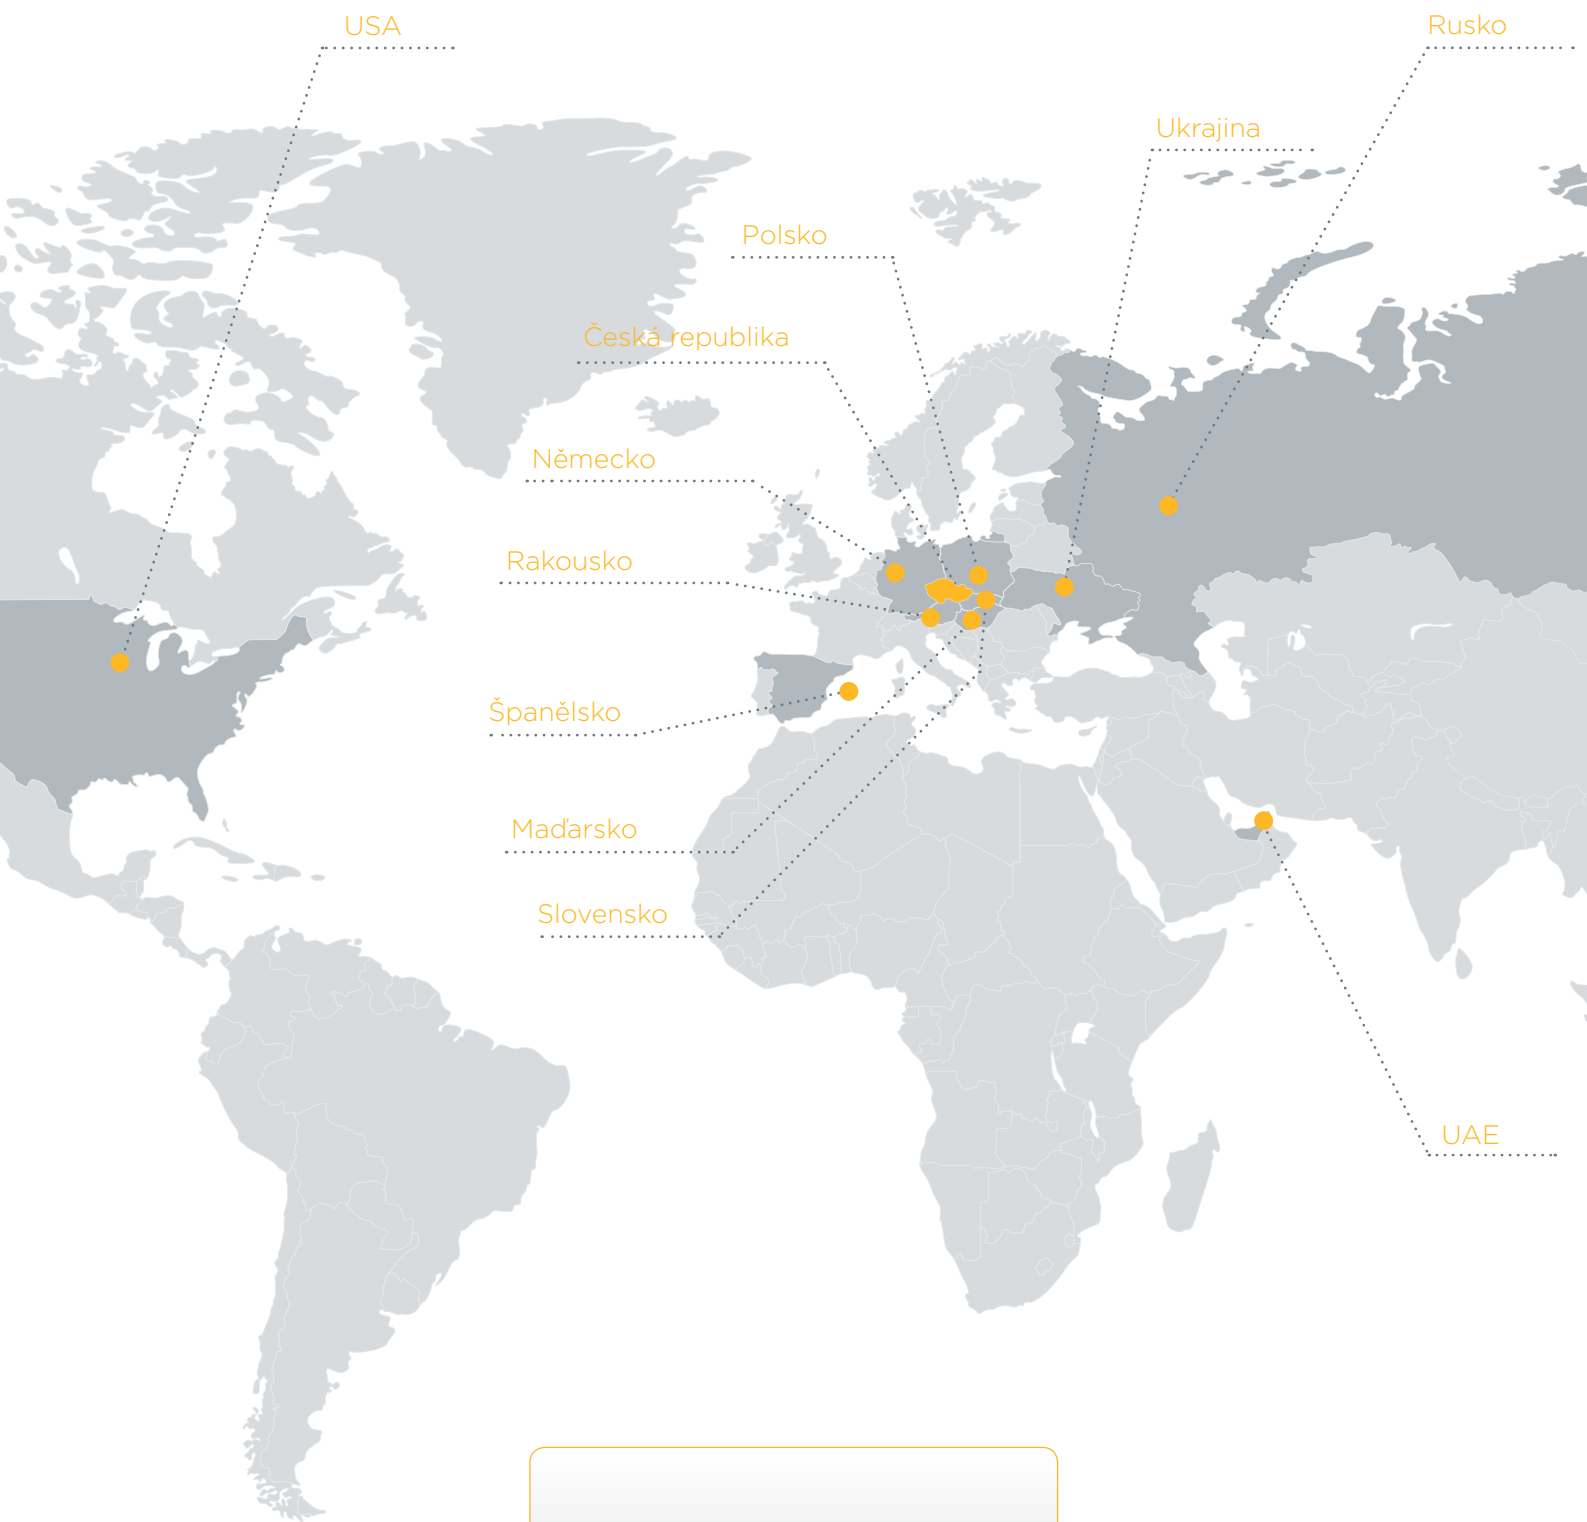 USA
Rusko
Ukrajina
Polsko
Česká republika
Německo
Rakousko
Španělsko
Maďarsko
Slovensko
UAE